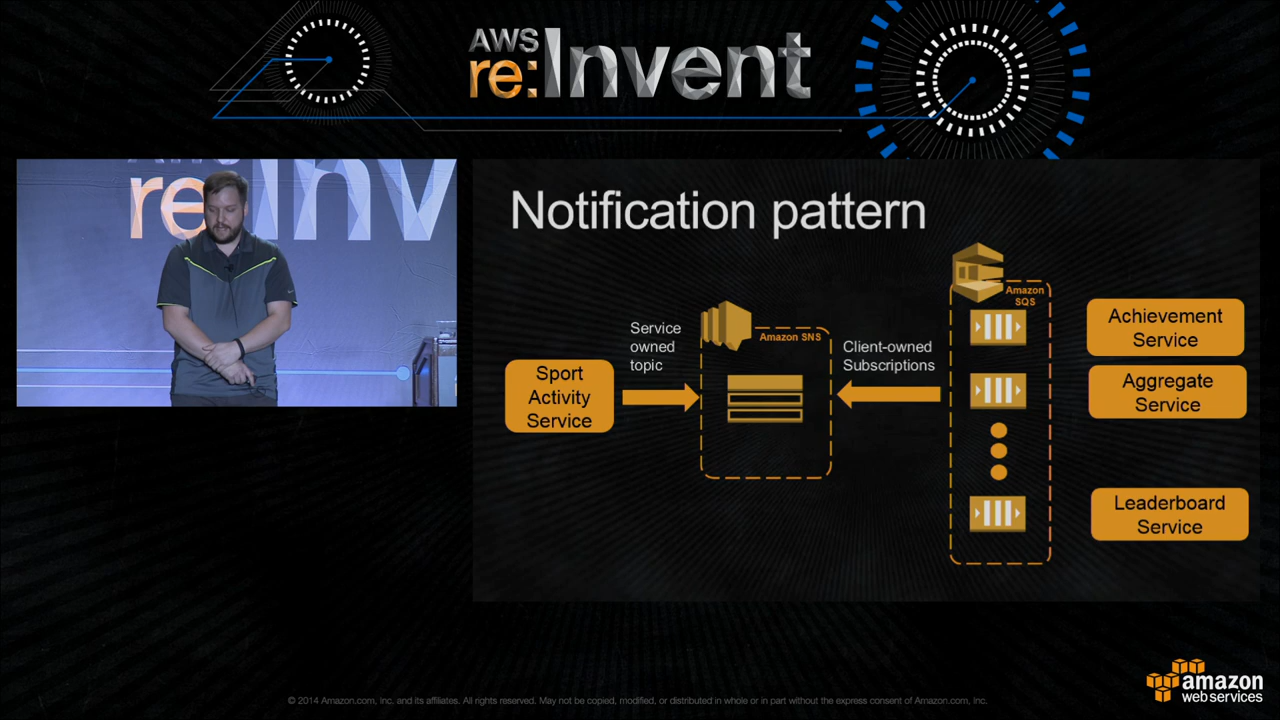 AWS
re:Invent
AWS
re:Inv
Notification pattern
Sport
Activity
Service
Service
owned
topic
Amazon SNS
Client-owned
Subscriptions
Amazon
SQS
Achievement
Service
Aggregate
Service
Leaderboard
Service
amazon
web services
© 2014 Amazon.com, Inc. and its affiliates. All rights reserved. May not be copied, modified, or distributed in whole or in part without the express consent of Amazon.com, Inc.